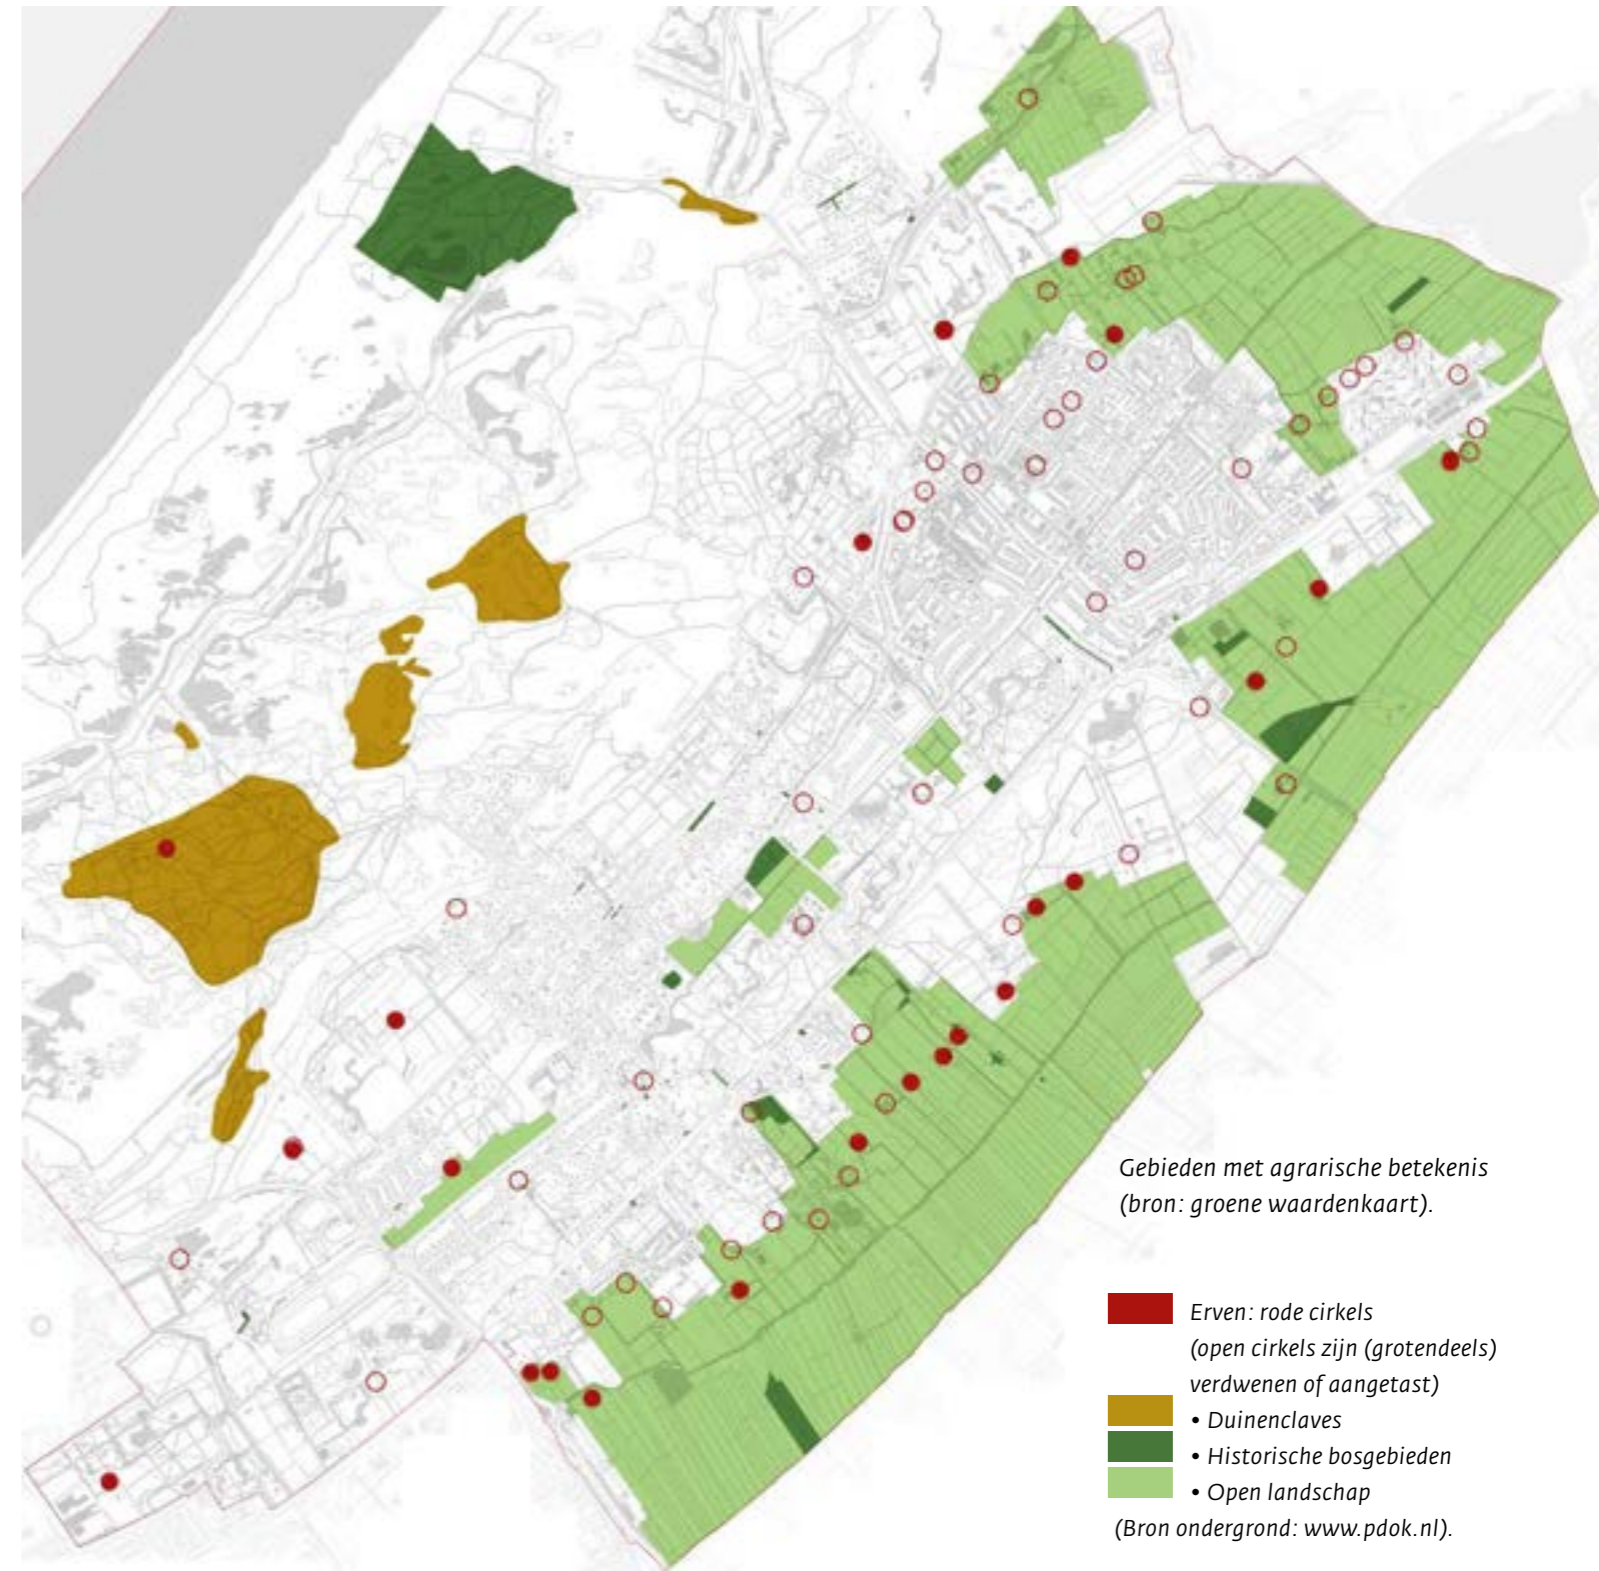 Gebieden met agrarische betekenis
(bron: groene waardenkaart).
Erven: rode cirkels
(open cirkels zijn (grotendeels)
verdwenen of aangetast)
• Duinenclaves
• Historische bosgebieden
• Open landschap
(Bron ondergrond: www.pdok.nl).